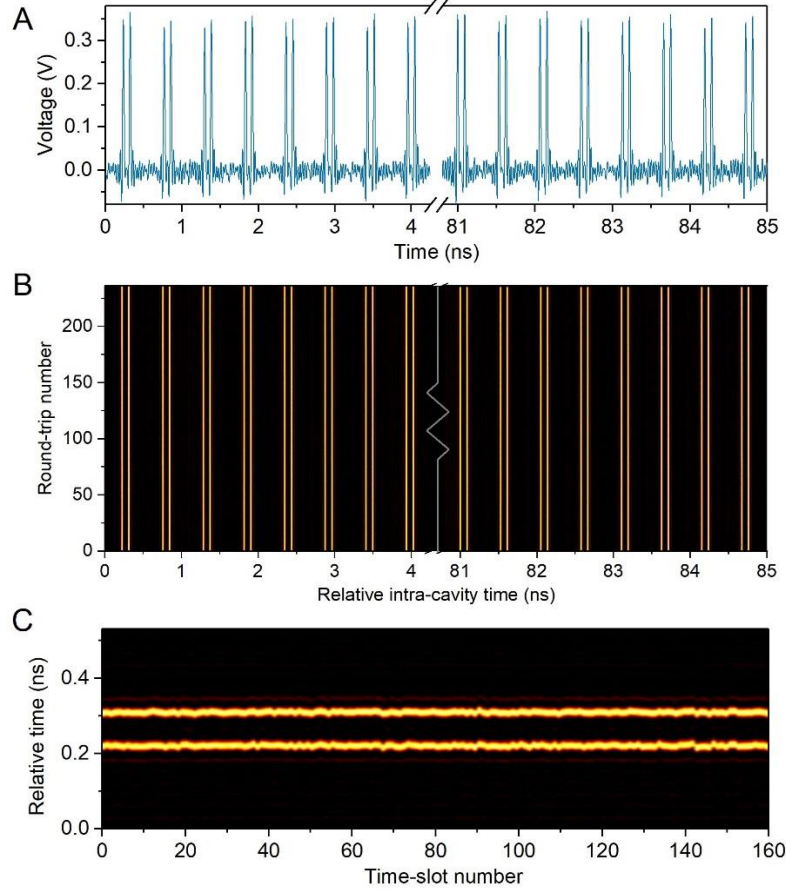 A
Voltage (V)
0.3
0.2
0.1
0.0
0 1 2 3 4 81 82 83 84 85
Time (ns)
B
Round-trip number
200
150
100
50
0
0 1 2 3 4 81 82 83 84 85
Relative intra-cavity time (ns)
C
Relative time (ns)
0.4
0.2
0.0
0 20 40 60 80 100 120 140 160
Time-slot number